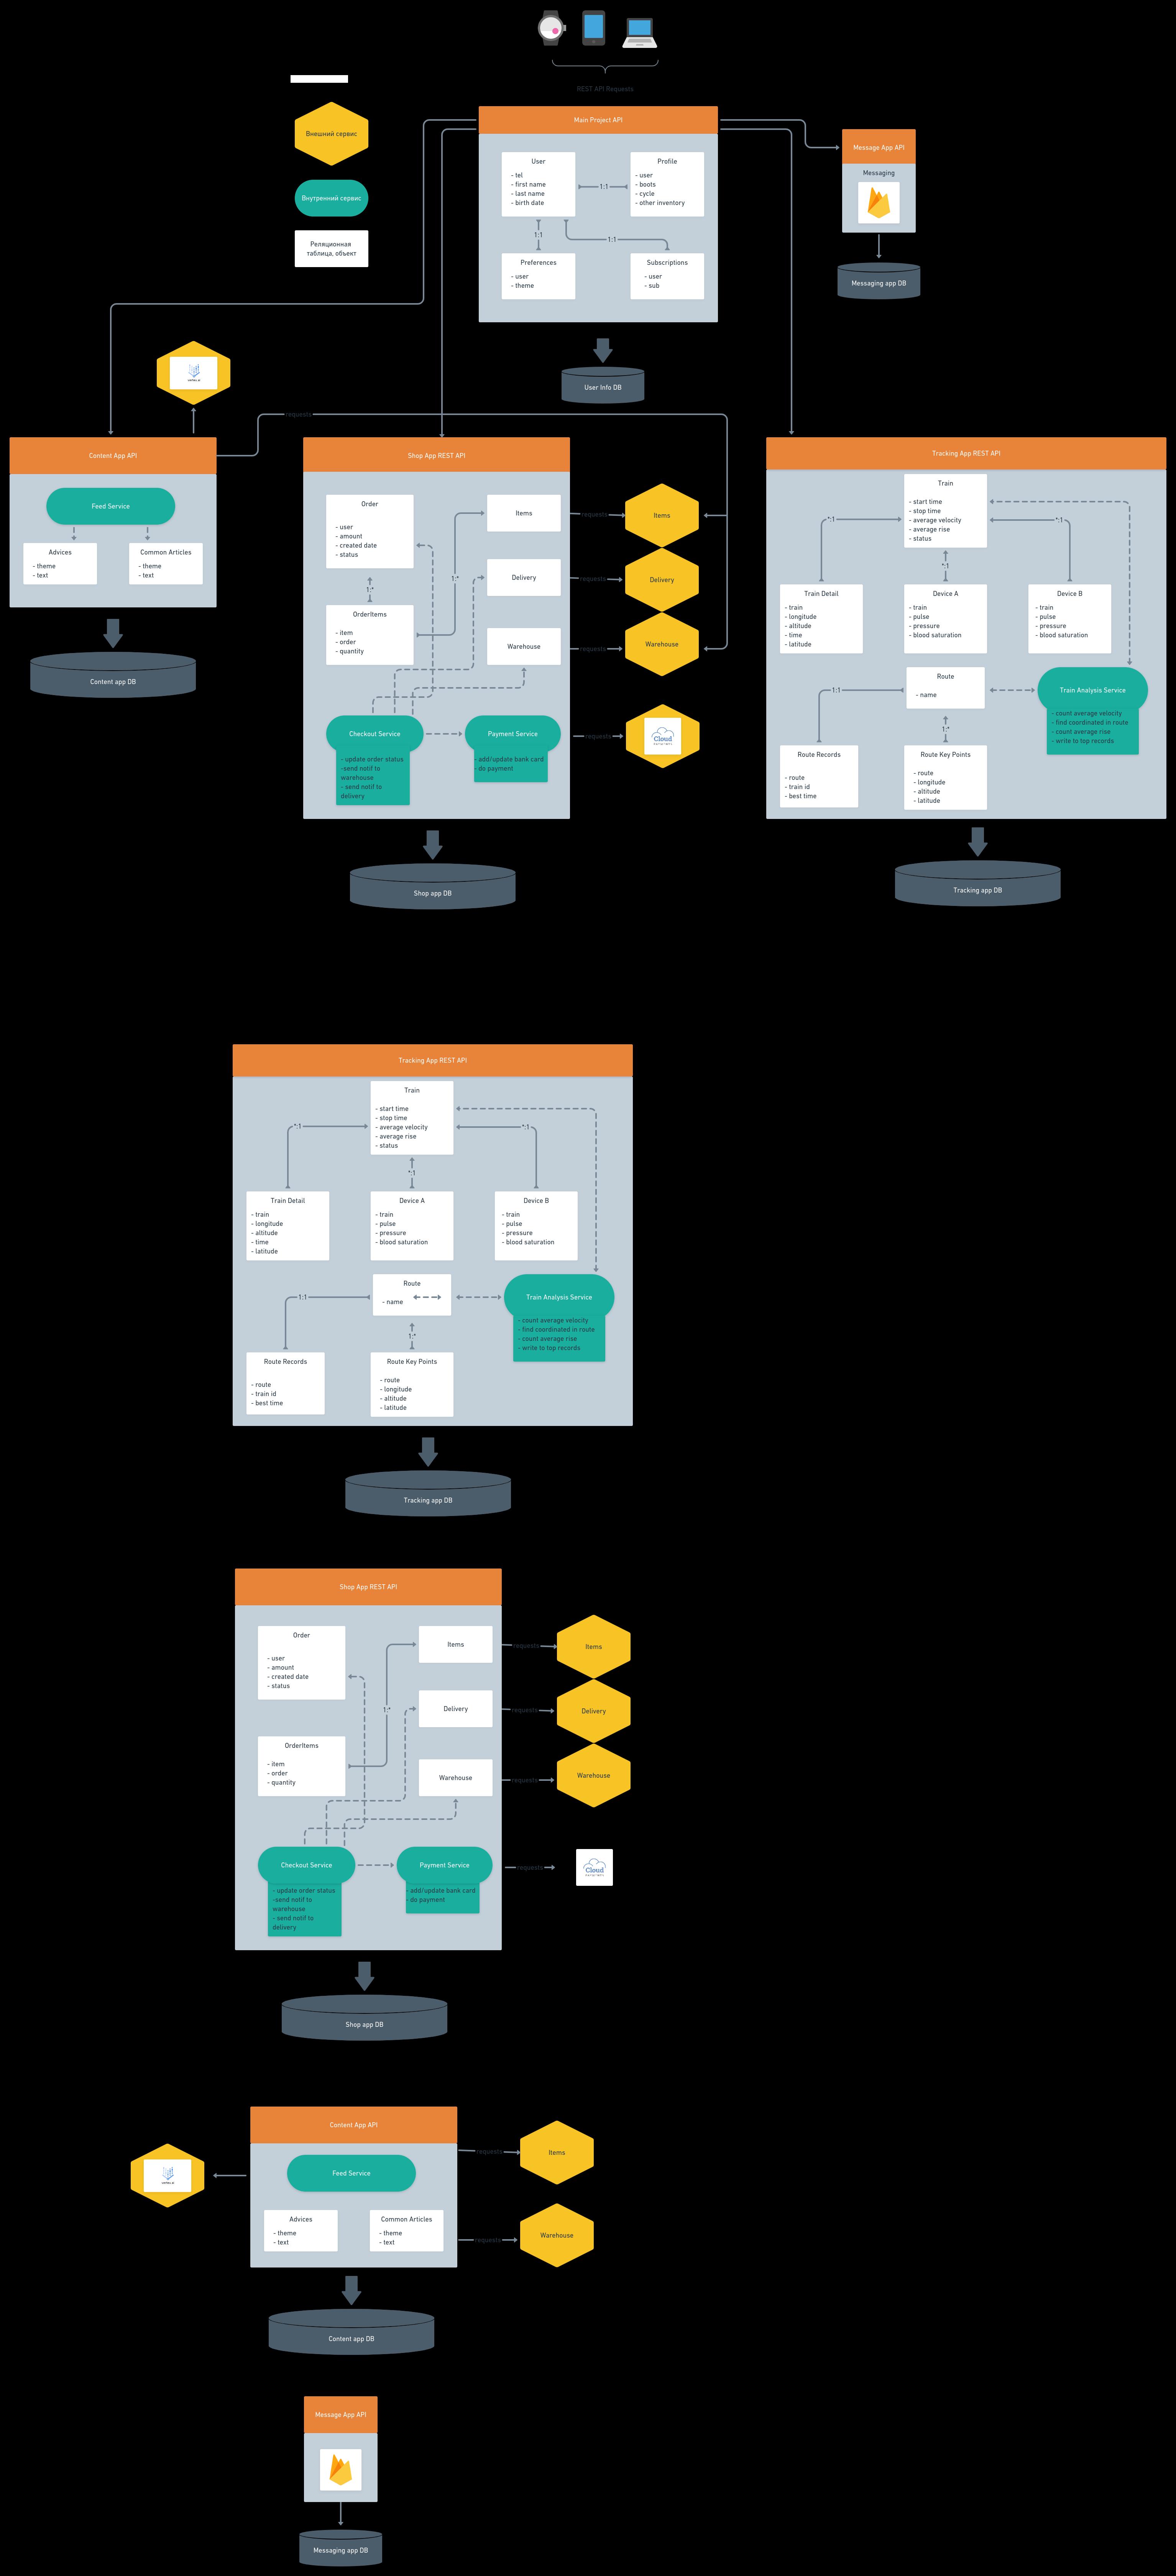 REST API Requests
Внешний сервис
Внутренний сервис
Реляционная
таблица, объект
Main Project API
User
- tel
- first name
- last name
- birth date
1:1
Profile
- user
- boots
- cycle
- other inventory
1:1
1:1
Preferences
- user
- theme
Subscriptions
- user
- sub
User Info DB
Message App API
Messaging
Messaging app DB
requests
Content App API
Feed Service
Advices
- theme
- text
Common Articles
- theme
- text
Content app DB
Shop App REST API
Order
- user
- amount
- created date
- status
1:*
OrderItems
- item
- order
- quantity
1:*
Items
Delivery
Warehouse
requests
requests
requests
Items
Delivery
Warehouse
Checkout Service
- update order status
-send notif to
warehouse
- send notif to
delivery
Payment Service
- add/update bank card
- do payment
requests
Cloud
Shop app DB
Tracking App REST API
Train
- start time
- stop time
- average velocity
- average rise
- status
*:1
*:1
*:1
Train Detail
- train
- longitude
- altitude
- time
- latitude
Device A
- train
- pulse
- pressure
- blood saturation
Device B
- train
- pulse
- pressure
- blood saturation
1:1
Route
- name
Train Analysis Service
- count average velocity
- find coordinated in route
- count average rise
- write to top records
1:*
Route Records
- route
- train id
- best time
Route Key Points
- route
- longitude
- altitude
- latitude
Tracking app DB
Tracking App REST API
Train
- start time
- stop time
- average velocity
- average rise
- status
*:1
*:1
*:1
Train Detail
- train
- longitude
- altitude
- time
- latitude
Device A
- train
- pulse
- pressure
- blood saturation
Device B
- train
- pulse
- pressure
- blood saturation
1:1
Route
- name
Train Analysis Service
- count average velocity
- find coordinated in route
- count average rise
- write to top records
1:*
Route Records
- route
- train id
- best time
Route Key Points
- route
- longitude
- altitude
- latitude
Tracking app DB
Shop App REST API
Order
- user
- amount
- created date
- status
OrderItems
- item
- order
- quantity
1:*
Items
Delivery
Warehouse
requests
requests
requests
Items
Delivery
Warehouse
Checkout Service
- update order status
-send notif to
warehouse
- send notif to
delivery
Payment Service
- add/update bank card
- do payment
requests
Cloud
Shop app DB
Content App API
Feed Service
Advices
- theme
- text
Common Articles
- theme
- text
requests
Items
requests
Warehouse
Content app DB
Message App API
Messaging app DB